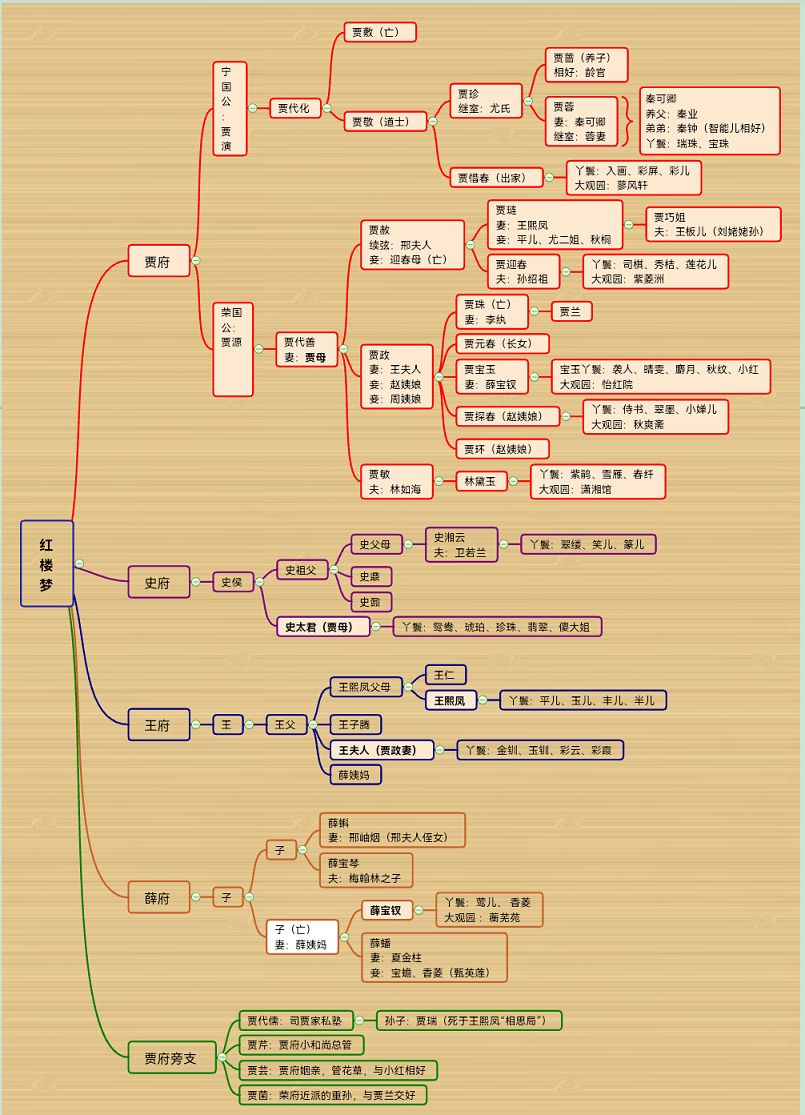 红
楼
梦
贾府
宁
国
公
:
贾
演
贾代化
贾敷（亡）
贾敬（道士）
贾珍
继室：尤氏
贾蔷（养子）
相好：龄官
贾蓉
妻：秦可卿
继室：蓉妻
秦可卿
养父：秦业
弟弟：秦钟（智能儿相好）
丫鬟：瑞珠、宝珠
贾惜春（出家）
丫鬟：入画、彩屏、彩儿
大观园：蓼风轩
荣国
公：
贾源
贾代善
妻：贾母
贾赦
续弦：邢夫人
妾：迎春母（亡）
贾琏
妻：王熙凤
妾：平儿、尤二姐、秋桐
贾巧姐
夫：王板儿（刘姥姥孙）
贾迎春
夫：孙绍祖
丫鬟：司棋、秀桔、莲花儿
大观园：紫菱洲
贾政
妻：王夫人
妾：赵姨娘
妾：周姨娘
贾珠（亡）
妻：李纨
贾兰
贾元春（长女）
贾宝玉
妻：薛宝钗
宝玉丫鬟：袭人、晴雯、麝月、秋纹、小红
大观园：怡红院
贾探春（赵姨娘）
丫鬟：侍书、翠墨、小婵儿
大观园：秋爽斋
贾环（赵姨娘）
贾敏
夫：林如海
林黛玉
丫鬟：紫鹃、雪雁、春纤
大观园：潇湘馆
史府
史侯
史祖父
史父母
史湘云
夫：卫若兰
丫鬟：翠缕、笑儿、篆儿
史鼎
史鼐
史太君（贾母）
丫鬟：鸳鸯、琥珀、珍珠、翡翠、傻大姐
王府
王
王父
王熙凤父母
王仁
王熙凤
丫鬟：平儿、玉儿、丰儿、半儿
王子腾
王夫人（贾政妻）
丫鬟：金钏、玉钏、彩云、彩霞
薛姨妈
薛府
子
子
薛蝌
妻：邢岫烟（邢夫人侄女）
薛宝琴
夫：梅翰林之子
子（亡）
妻：薛姨妈
薛宝钗
丫鬟：莺儿、 香菱
大观园：蘅芜苑
薛蟠
妻：夏金桂
妾：宝蟾、香菱（甄英莲）
贾府旁支
贾代儒：司贾家私塾
孙子：贾瑞（死于王熙凤“相思局”）
贾芹：贾府小和尚总管
贾芸：贾府姻亲，管花草，与小红相好
贾菌：荣府近派的重孙，与贾兰交好